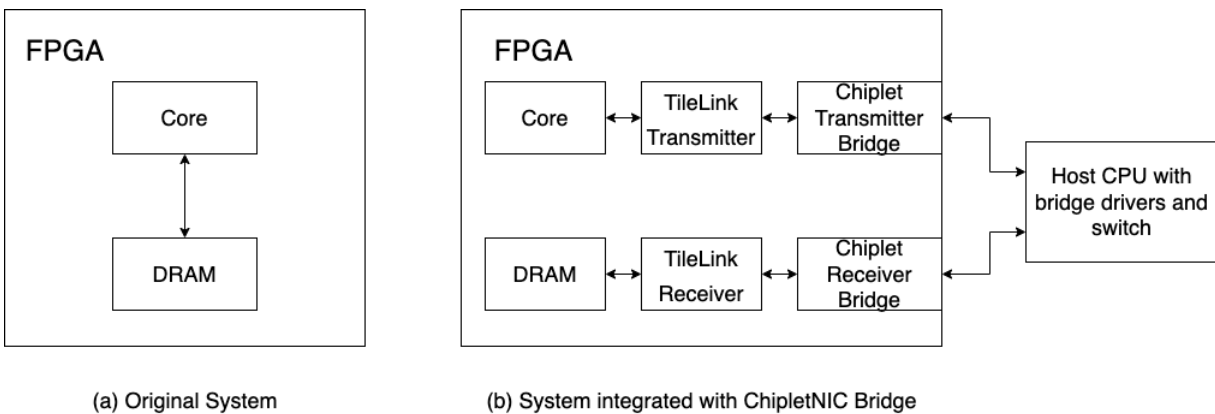 FPGA
Core
DRAM
(a) Original System
FPGA
Core
TileLink
Transmitter
Chiplet
Transmitter
Bridge
Host CPU with
bridge drivers and
switch
DRAM
TileLink
Receiver
Chiplet
Receiver
Bridge
(b) System integrated with ChipletNIC Bridge